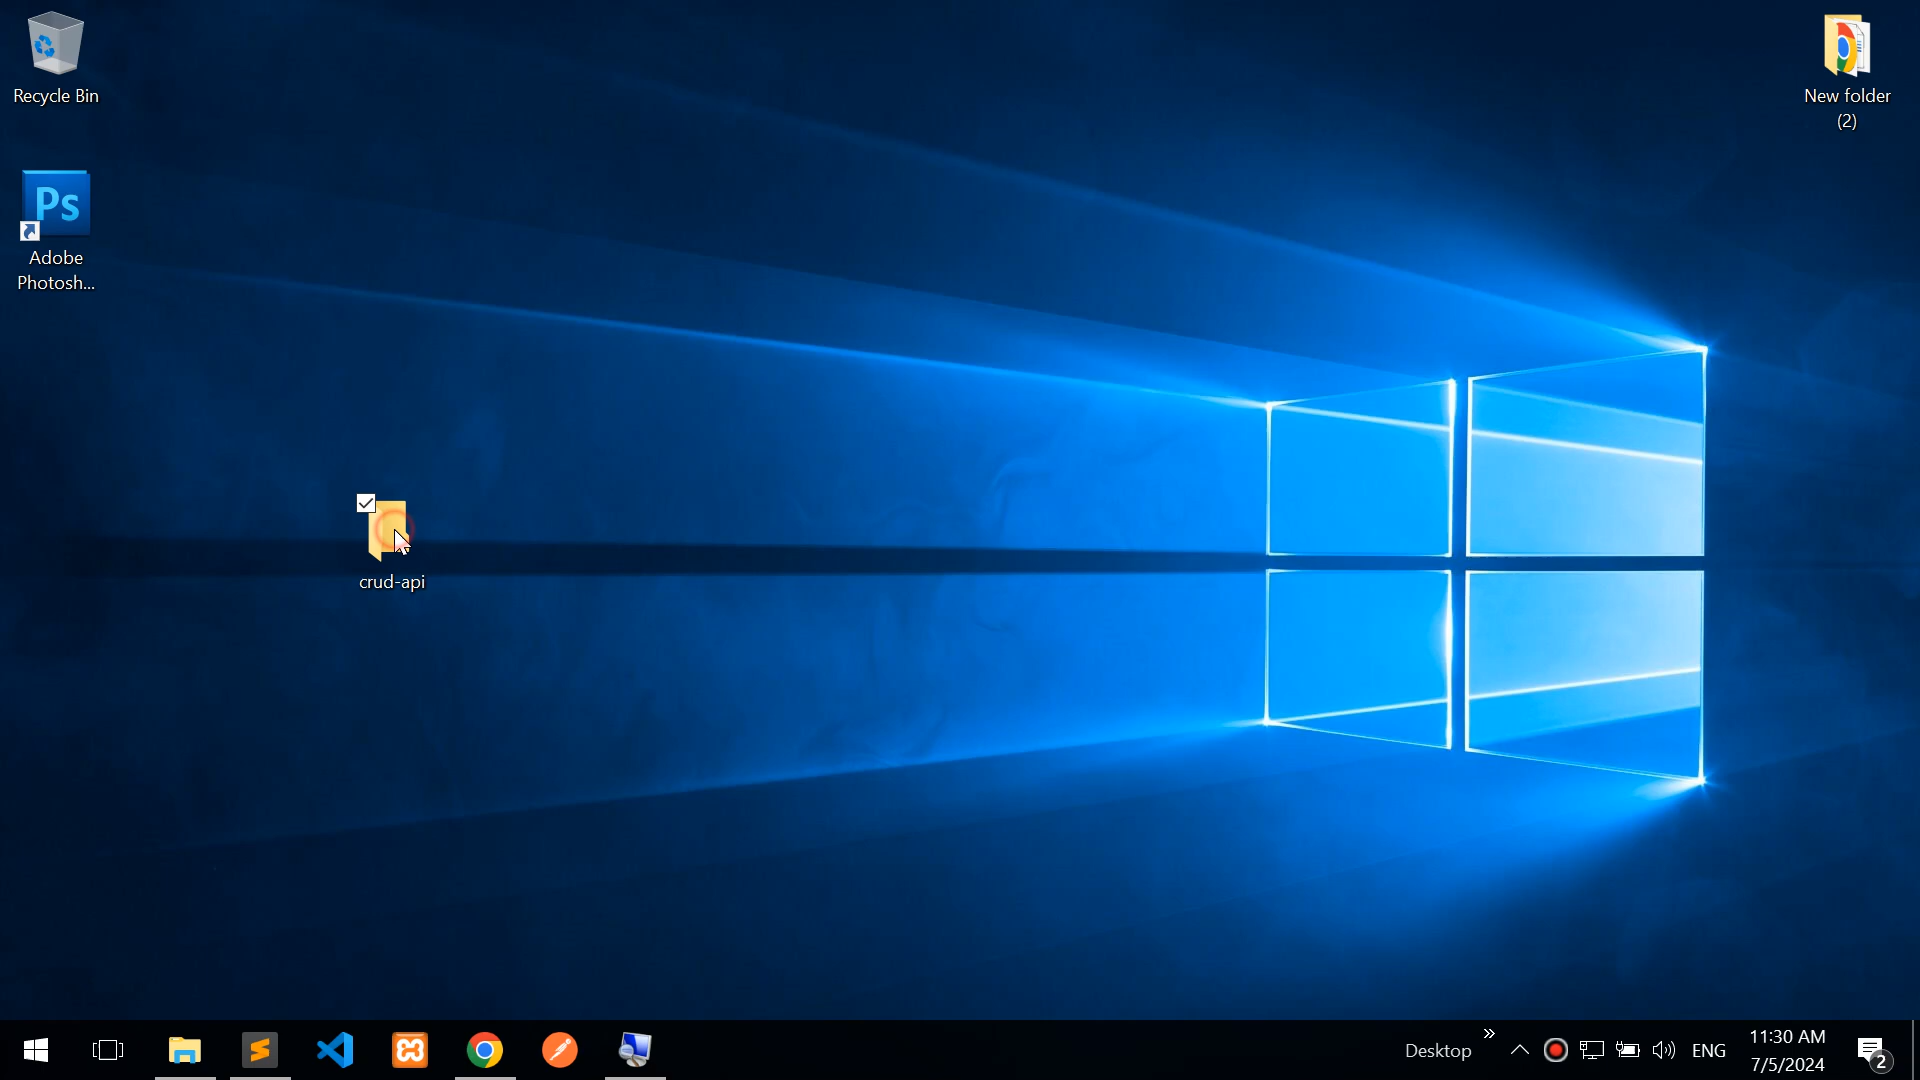 Recycle Bin
New folder
(2)
Ps
Adobe
Photosh...
crud-api
Desktop
ENG
11:30 AM
7/5/2024
2